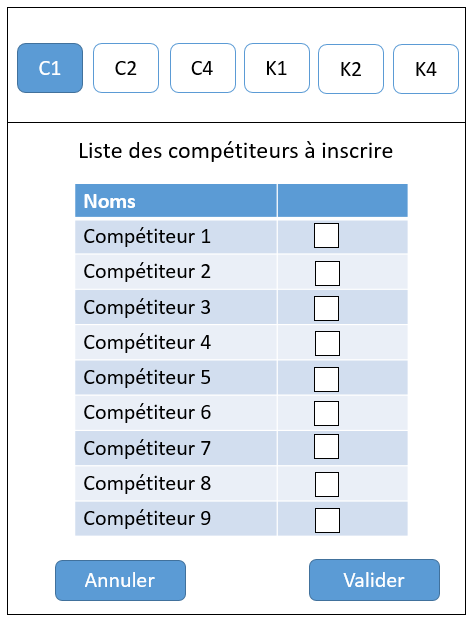 C1 C2 C4 K1 K2 K4
Liste des compétiteurs à inscrire
Noms
Compétiteur 1
Compétiteur 2
Compétiteur 3
Compétiteur 4
Compétiteur 5
Compétiteur 6
Compétiteur 7
Compétiteur 8
Compétiteur 9
Annuler Valider